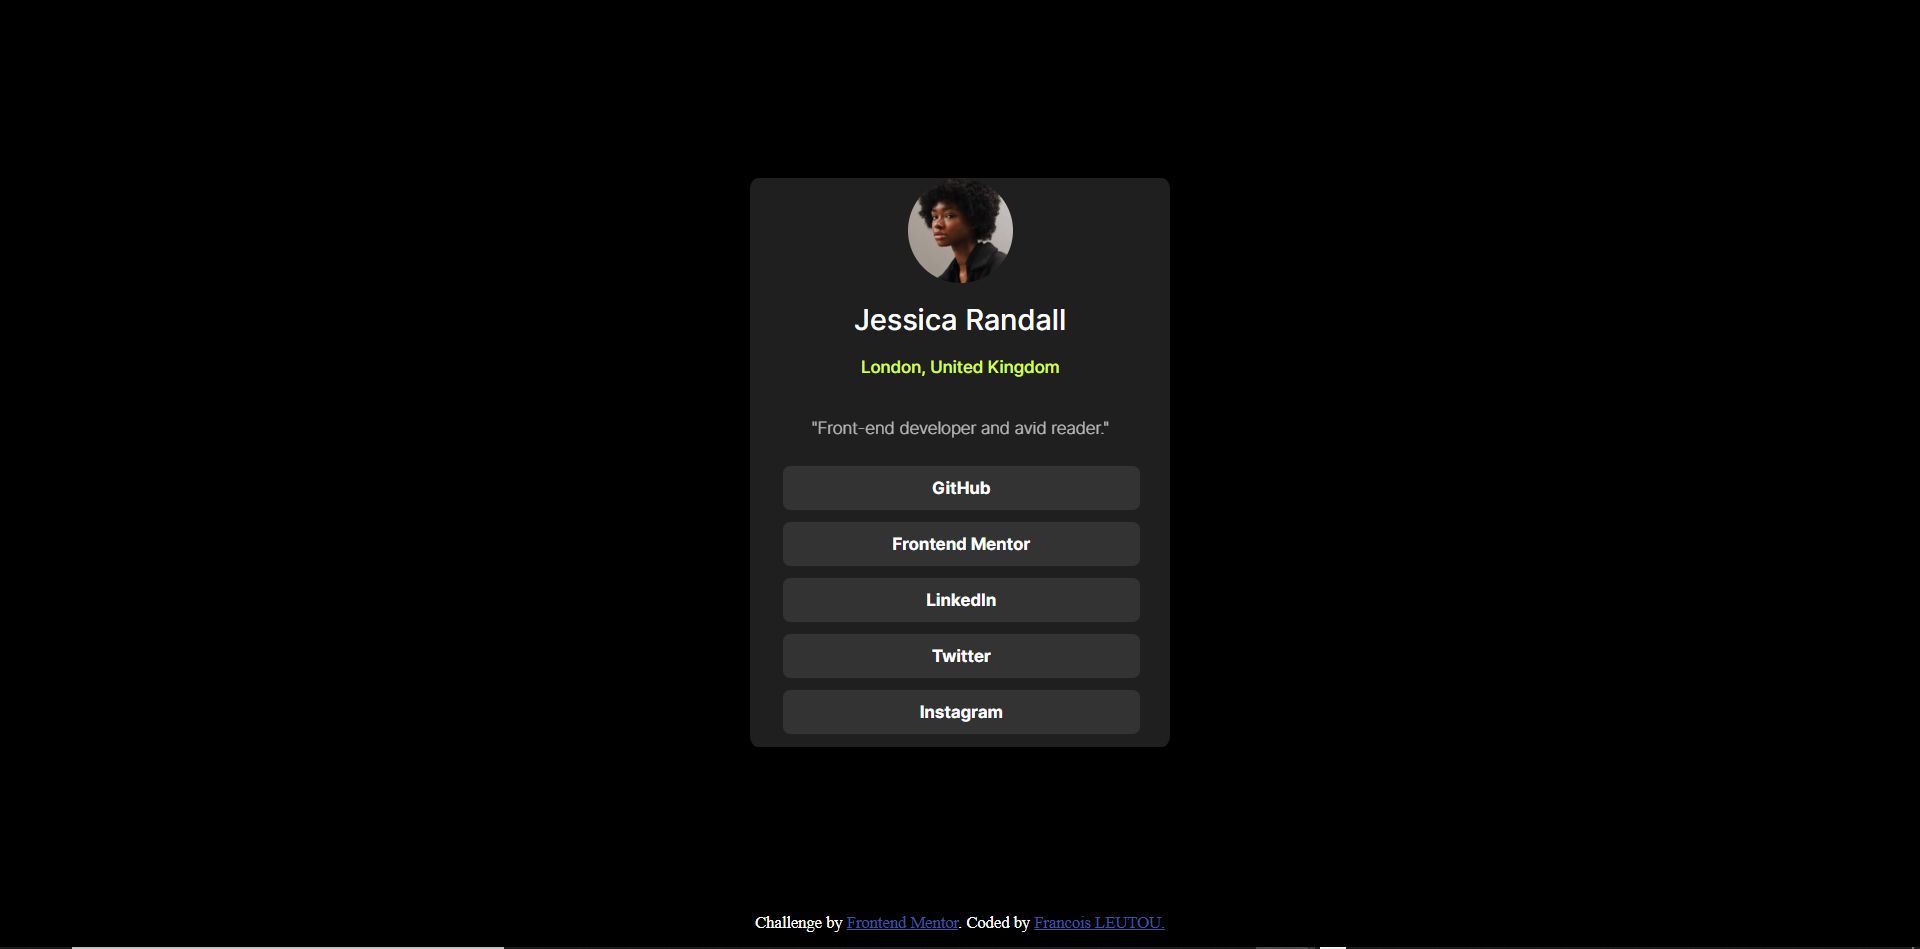 Jessica Randall
London, United Kingdom
"Front-end developer and avid reader."
GitHub
Frontend Mentor
LinkedIn
Twitter
Instagram
Challenge by Frontend Mentor. Coded by Francois LEUTOU.